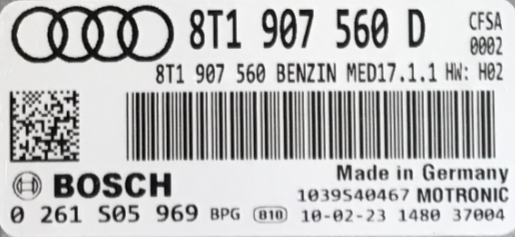 8T1 907 560 D CFSA
0002
8T1 907 560 BENZIN MED17.1.1 HW: H02
Made in Germany
BOSCH 1039S40467 MOTRONIC
0 261 S05 969 BPG 810 10-02-23 1480 37004